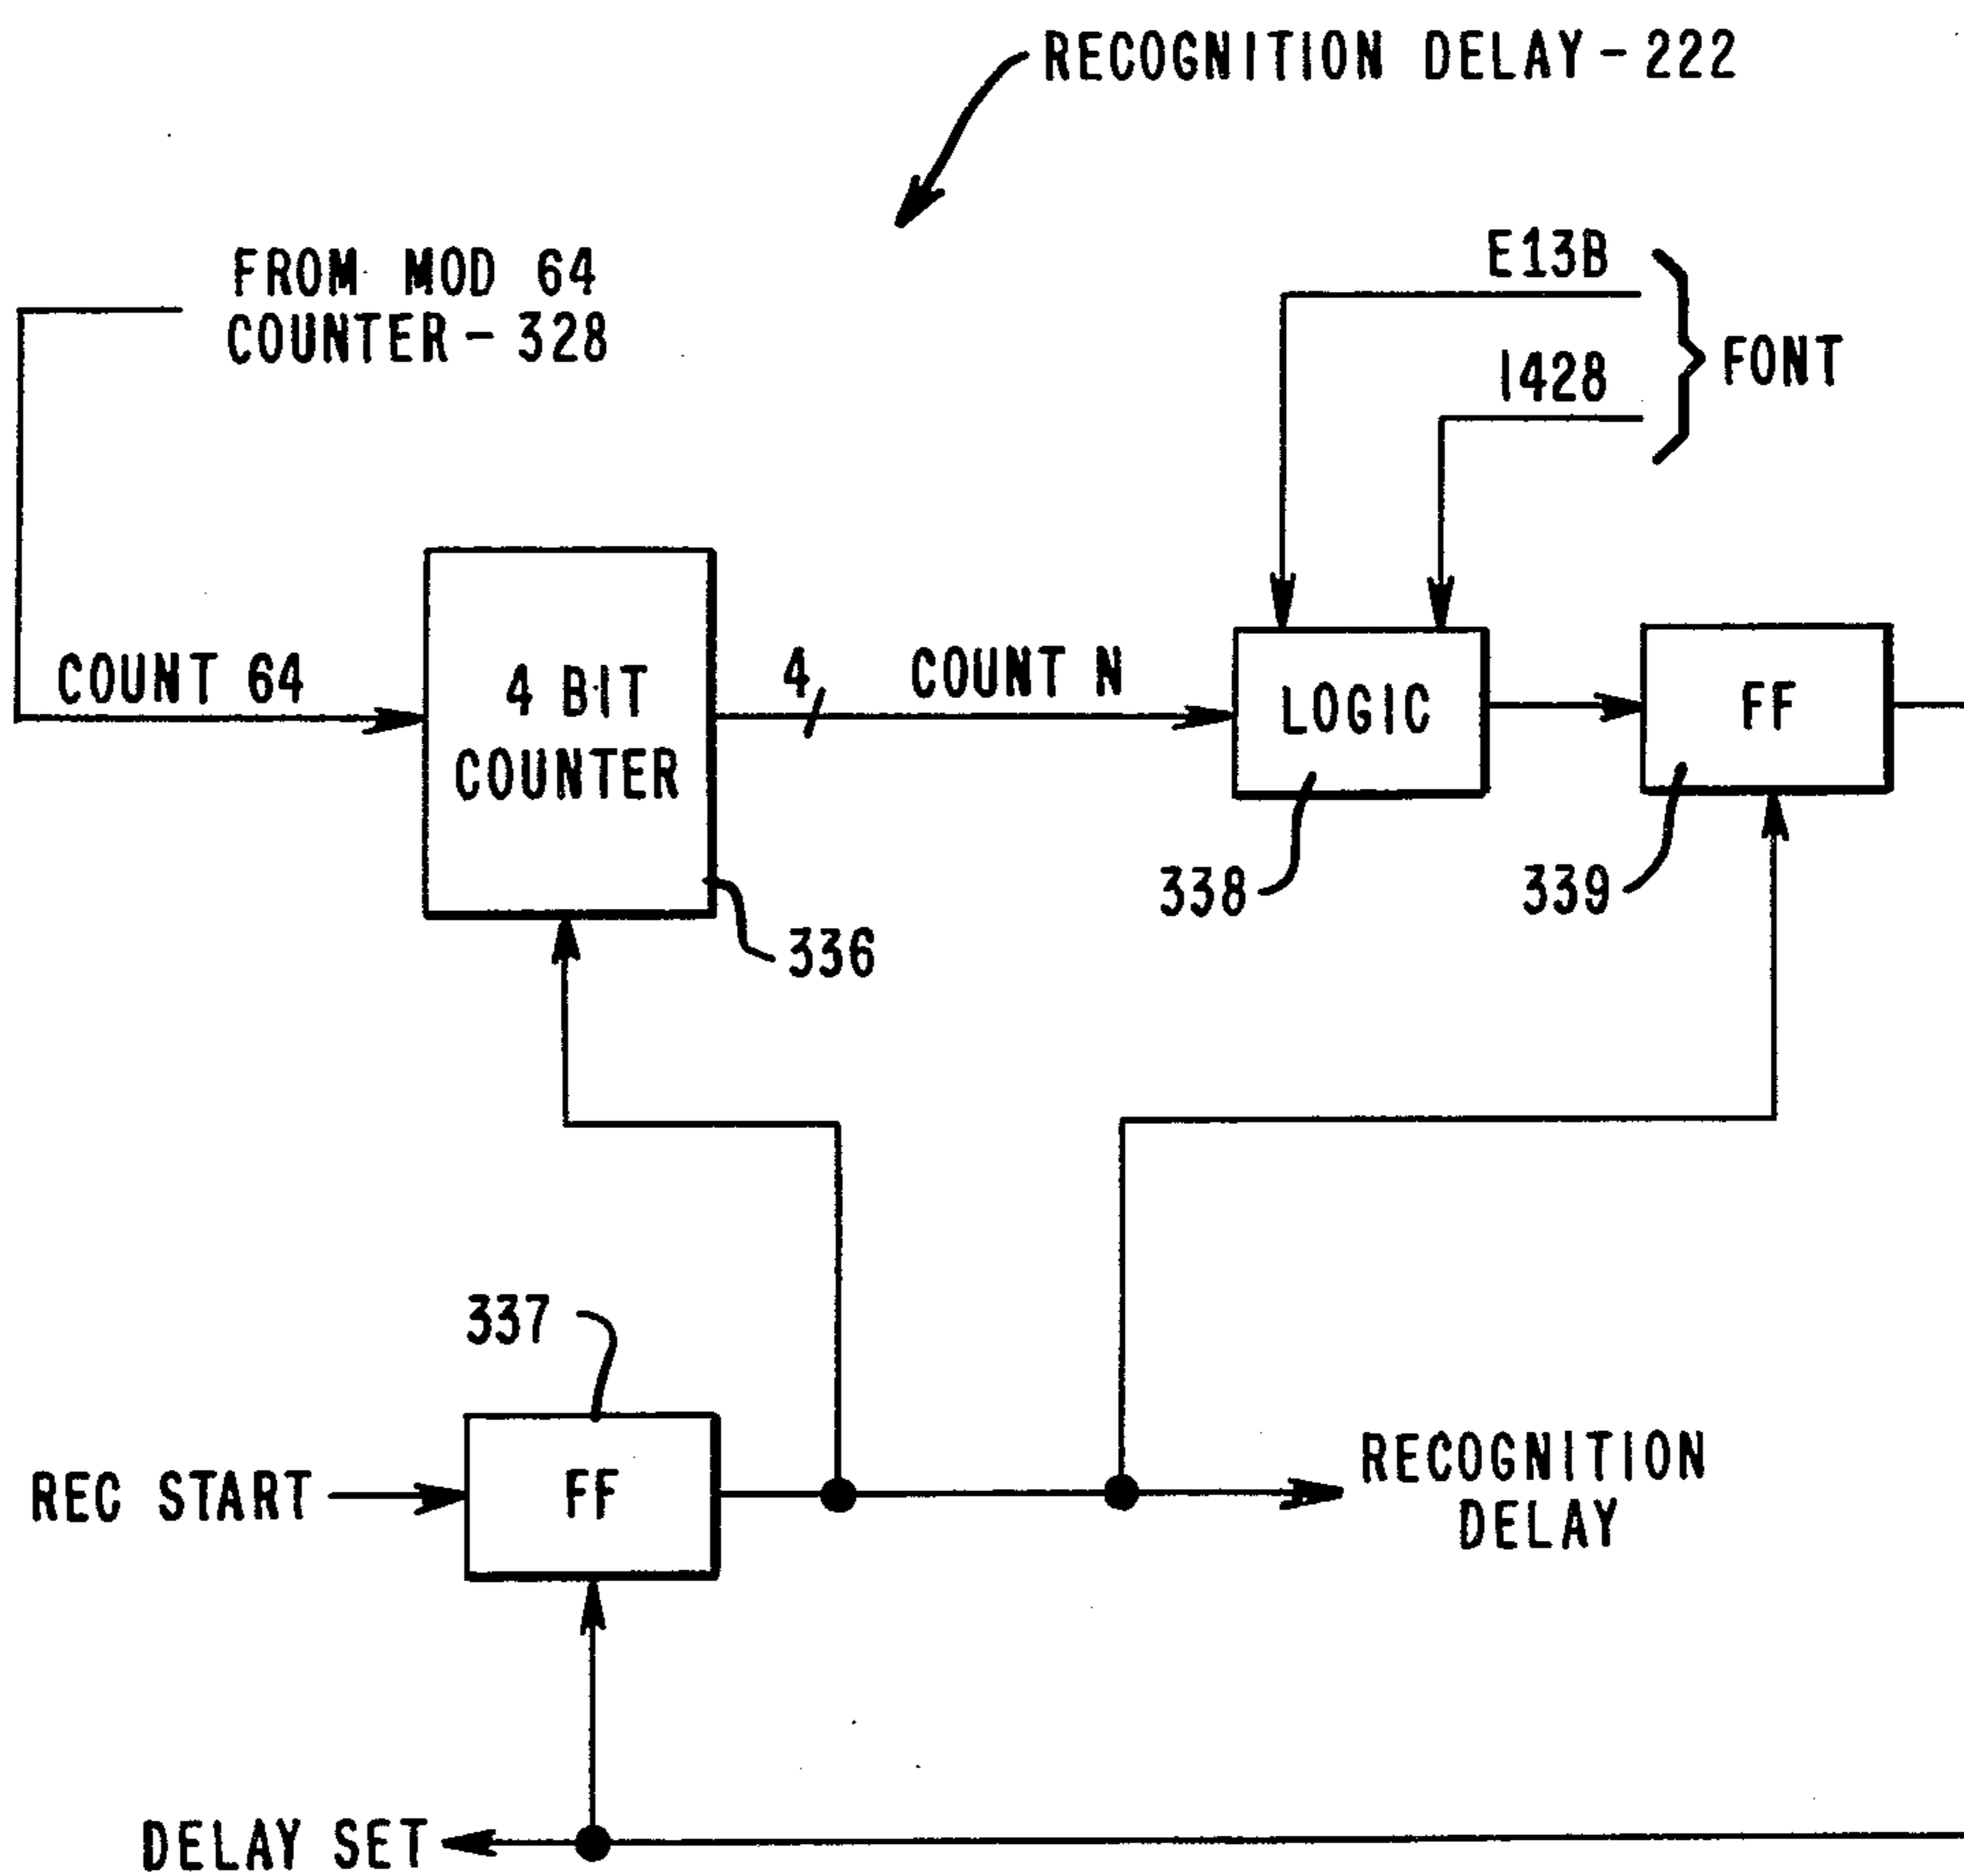 RECOGNITION DELAY - 222
FROM MOD 64
COUNTER - 328
E13B
1428
FONT
COUNT 64
4 BIT
COUNTER
4
COUNT N
LOGIC
FF
338
339
336
337
REC START
FF
RECOGNITION
DELAY
DELAY SET